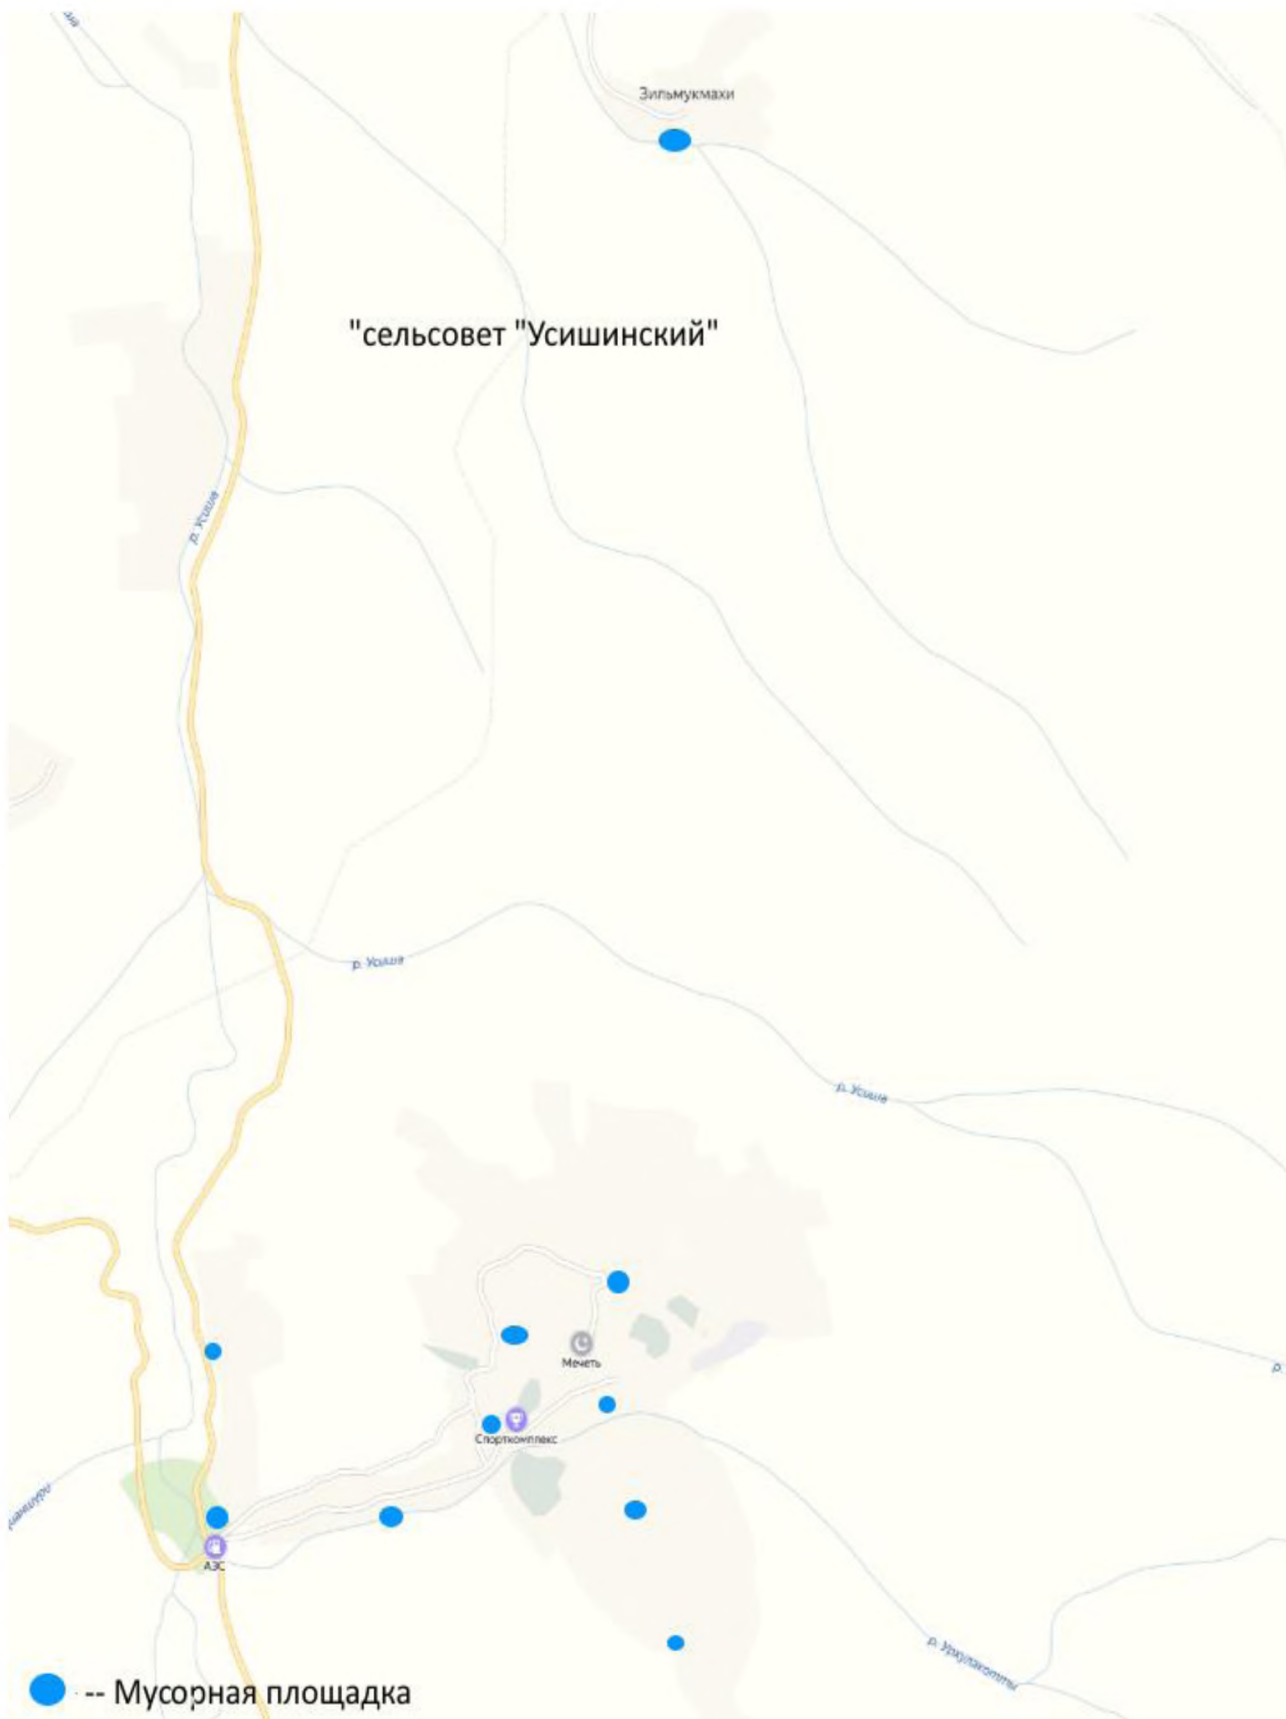 Зильмукмахи
"сельсовет "Усишинский"
р. Усиша
р. Усиша
р. Усиша
Мечеть
Спорткомплекс
АЗС
р.
р. Уркулакотты
-- Мусорная площадка